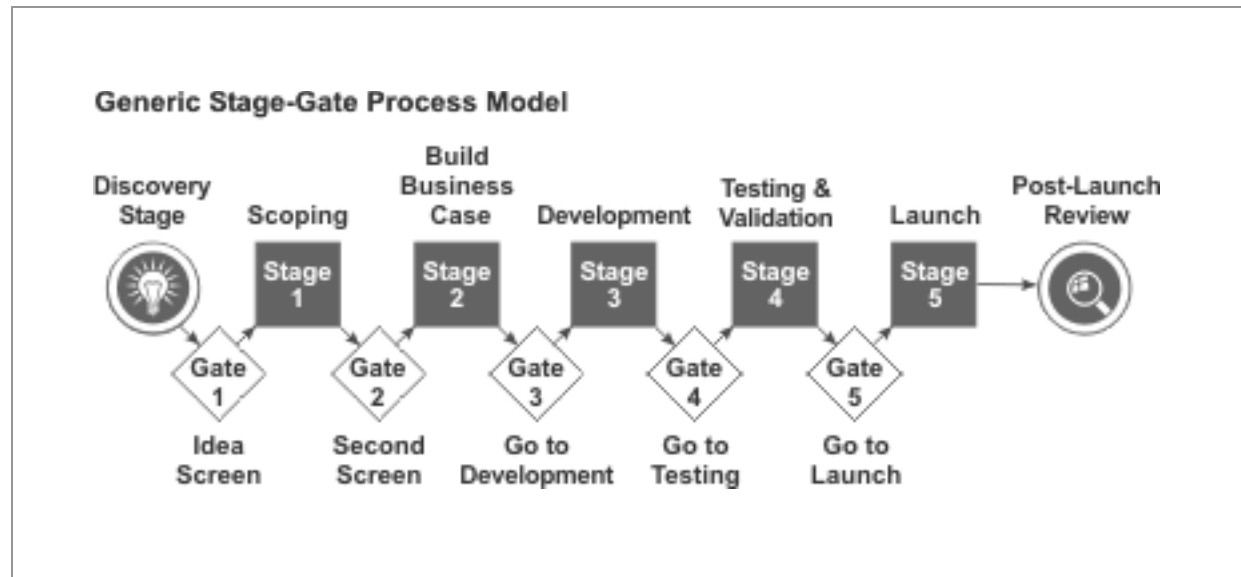 Generic Stage-Gate Process Model
Discovery
Stage
Scoping
Build
Business
Case
Development
Testing &
Validation
Launch
Post-Launch
Review
Stage
1
Stage
2
Stage
3
Stage
4
Stage
5
Gate
1
Gate
2
Gate
3
Gate
4
Gate
5
Idea
Screen
Second
Screen
Go to
Development
Go to
Testing
Go to
Launch